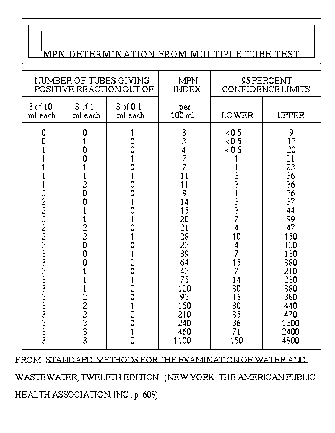 MPN DETERMINATION FROM MULTIPLE TUBE TEST
NUMBER OF TUBES GIVING POSITIVE REACTION OUT OF
MPN INDEX
95 PERCENT CONFIDENCE LIMITS
3 of 10 ml each
3 of 1 ml each
3 of 0.1 ml each
per 100 ml
LOWER
UPPER
0 0 1 3 <0.5 9
0 1 0 3 <0.5 13
1 0 0 4 <0.5 20
1 0 1 7 1 21
1 1 0 7 1 23
1 1 1 11 3 36
1 2 0 11 3 36
2 0 0 9 1 36
2 0 1 14 3 37
2 1 0 15 3 44
2 1 1 20 7 89
2 2 0 21 4 47
2 2 1 28 10 150
3 0 0 23 4 120
3 0 1 39 7 130
3 0 2 64 15 380
3 1 0 43 7 210
3 1 1 75 14 230
3 1 2 120 30 380
3 2 0 93 15 380
3 2 1 150 30 440
3 2 2 210 35 470
3 3 0 240 36 1300
3 3 1 460 71 2400
3 3 2 1100 150 4800
FROM: STANDARD METHODS FOR THE EXAMINATION OF WATER AND
WASTEWATER, TWELFTH EDITION. (NEW YORK: THE AMERICAN PUBLIC
HEALTH ASSOCIATION, INC., p. 608)